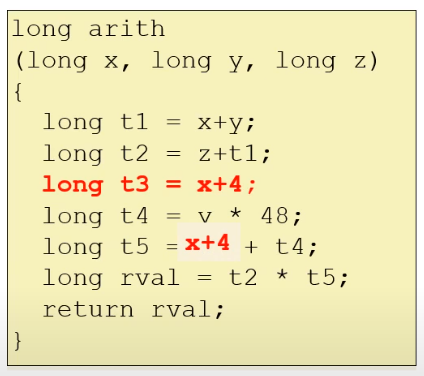 long arith
(long x, long y, long z)
{
long t1 = x+y;
long t2 = z+t1;
long t3 = x+4;
long t4 = y * 48;
long t5 = x+4 + t4;
long rval = t2 * t5;
return rval;
}